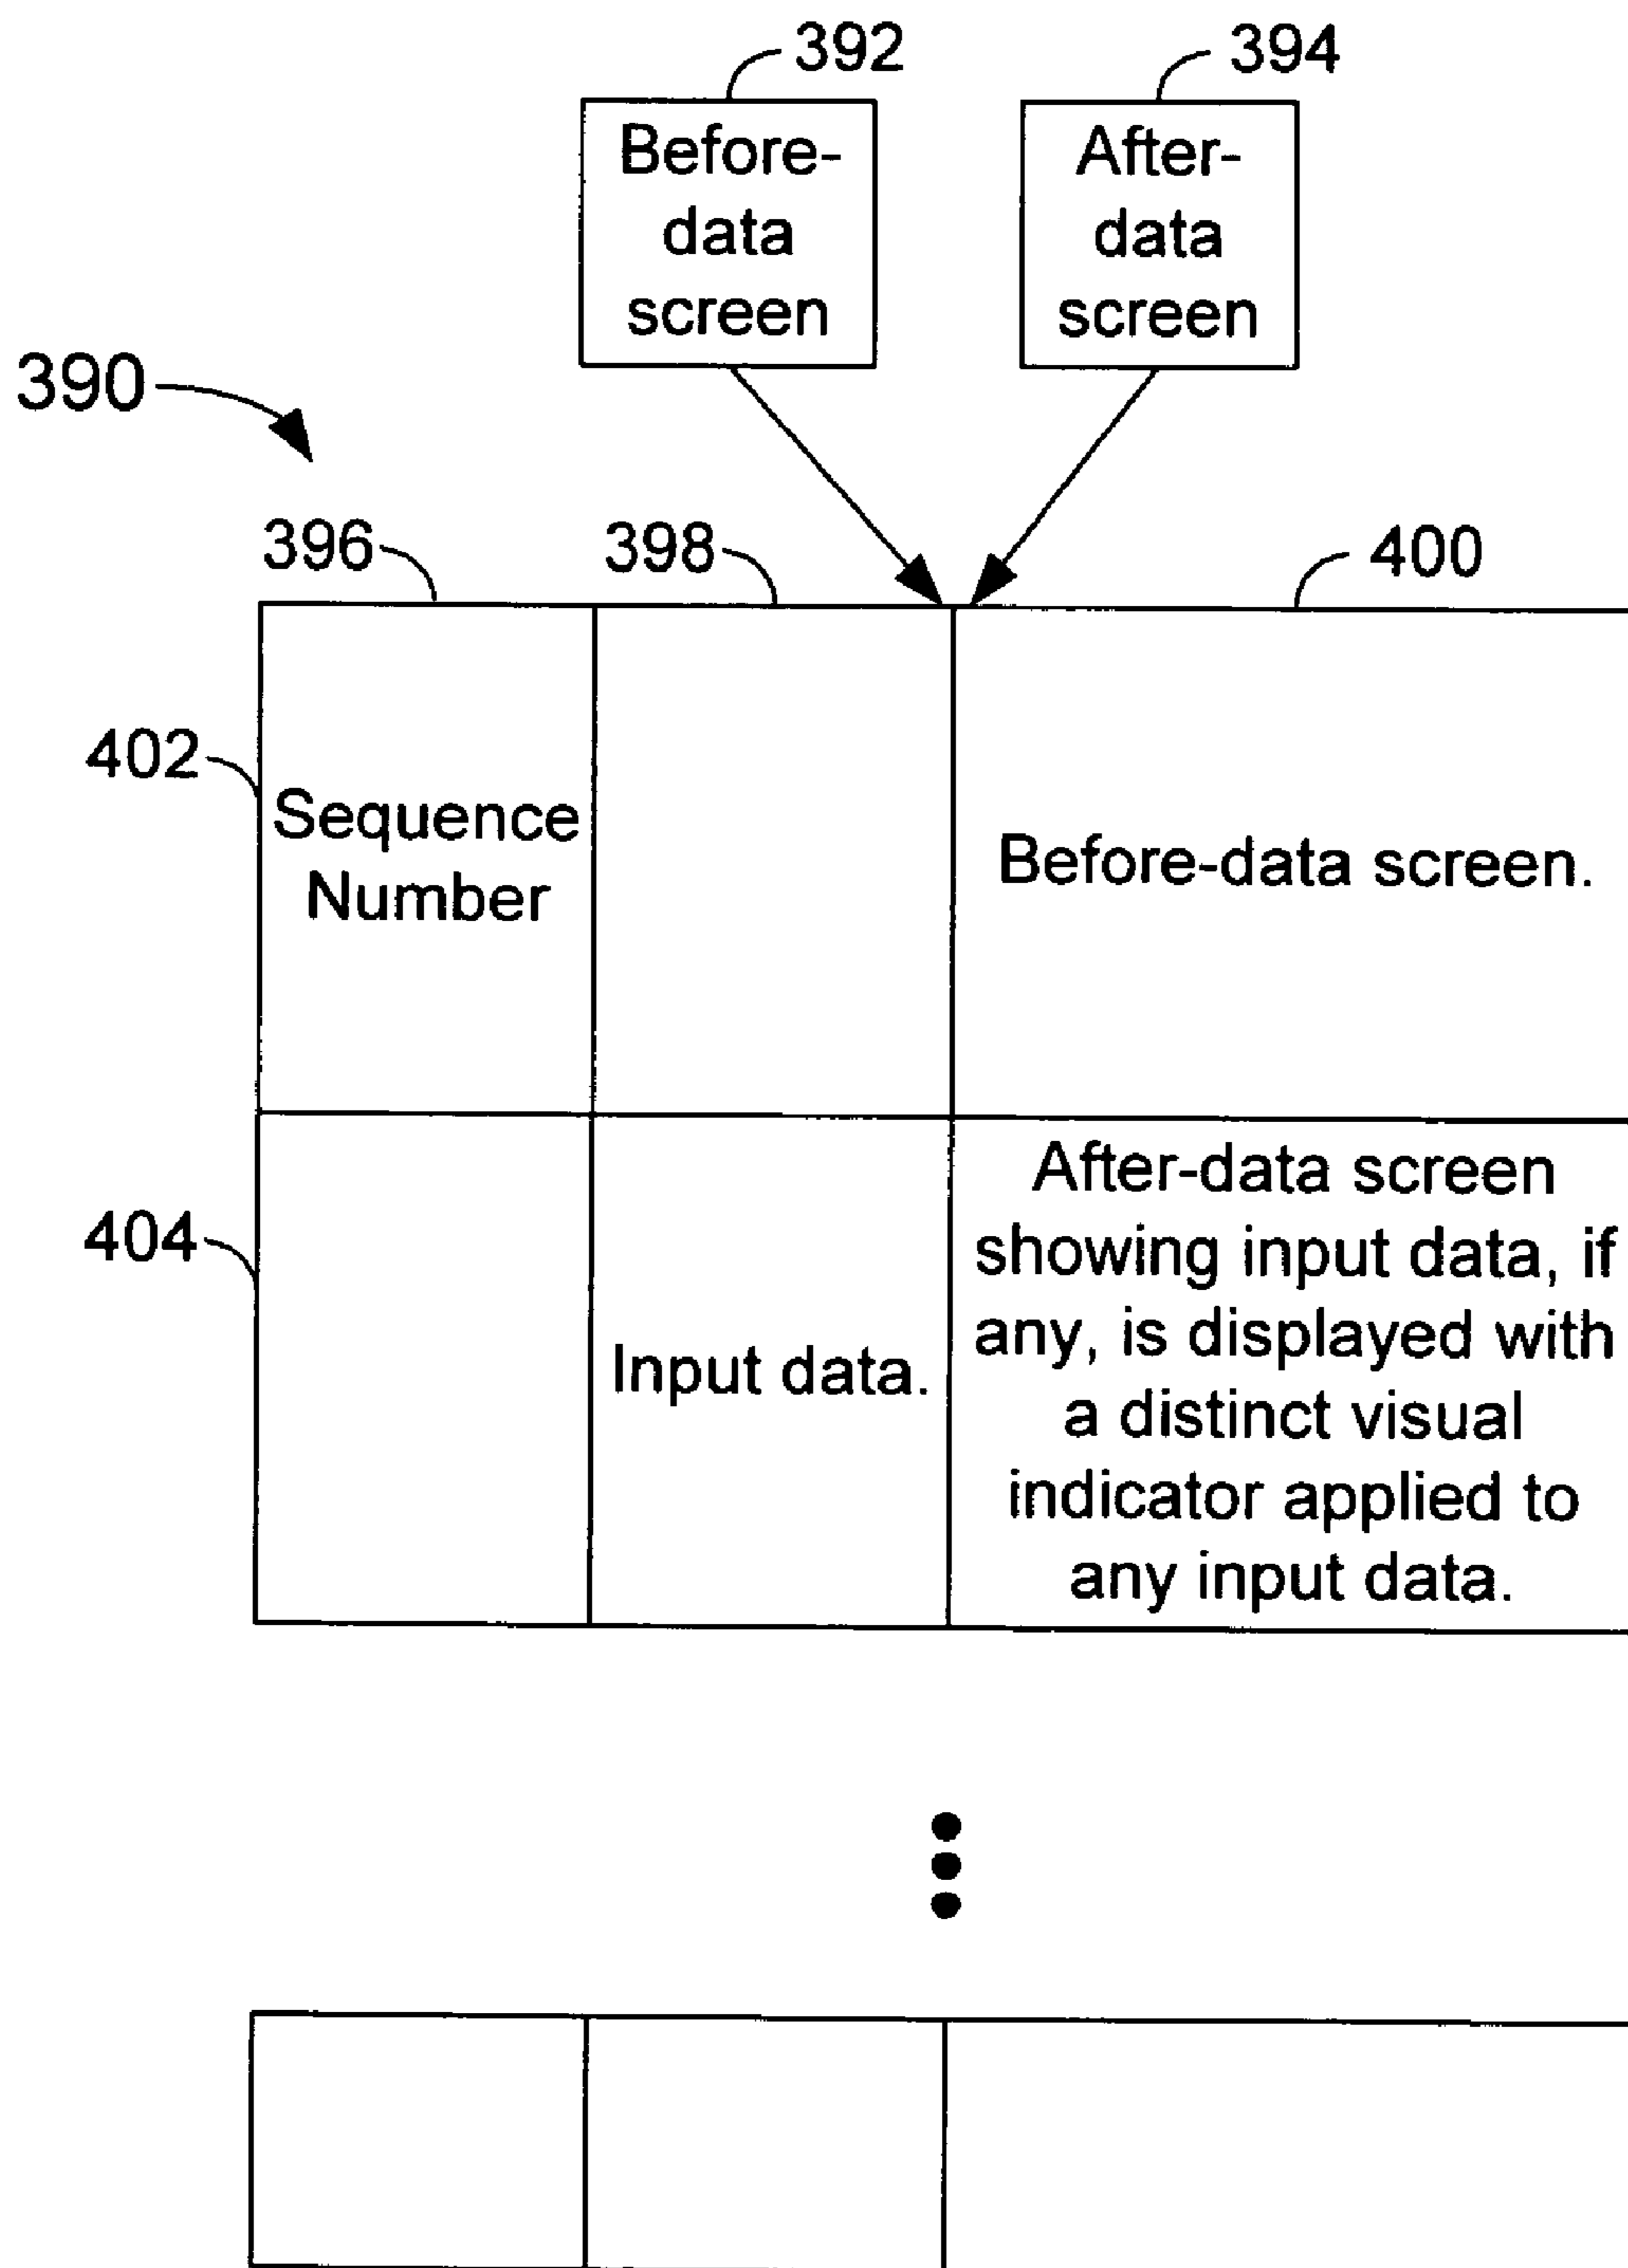 392
394
Before-
data
screen
After-
data
screen
390
396
398
400
402
Sequence
Number
Before-data screen.
404
Input data.
After-data screen
showing input data, if
any, is displayed with
a distinct visual
indicator applied to
any input data.